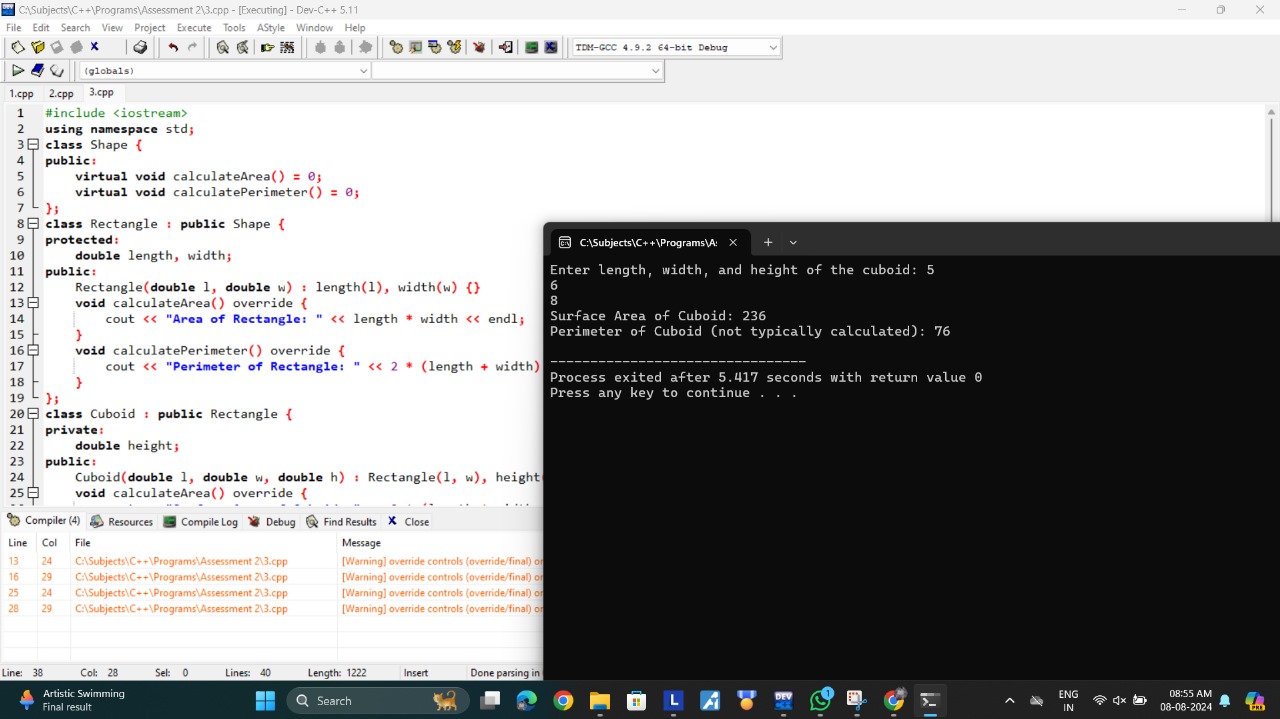 C:\Subjects\C++\Programs\Assessment 2\3.cpp - [Executing] - Dev-C++ 5.11
File Edit Search View Project Execute Tools AStyle Window Help
TDM-GCC 4.9.2 64-bit Debug
(globals)
1.cpp 2.cpp 3.cpp
1 #include <iostream>
2 using namespace std;
3 class Shape {
4 public:
5 virtual void calculateArea() = 0;
6 virtual void calculatePerimeter() = 0;
7 };
8 class Rectangle : public Shape {
9 protected:
10 double length, width;
11 public:
12 Rectangle(double l, double w) : length(l), width(w) {}
13 void calculateArea() override {
14 cout << "Area of Rectangle: " << length * width << endl;
15 }
16 void calculatePerimeter() override {
17 cout << "Perimeter of Rectangle: " << 2 * (length + width)
18 }
19 };
20 class Cuboid : public Rectangle {
21 private:
22 double height;
23 public:
24 Cuboid(double l, double w, double h) : Rectangle(l, w), height
25 void calculateArea() override {
C:\Subjects\C++\Programs\A
Enter length, width, and height of the cuboid: 5
6
8
Surface Area of Cuboid: 236
Perimeter of Cuboid (not typically calculated): 76
--------------------------------
Process exited after 5.417 seconds with return value 0
Press any key to continue . . .
Compiler (4) Resources Compile Log Debug Find Results Close
Line Col File Message
13 24 C:\Subjects\C++\Programs\Assessment 2\3.cpp [Warning] override controls (override/final) o
16 29 C:\Subjects\C++\Programs\Assessment 2\3.cpp [Warning] override controls (override/final) o
25 24 C:\Subjects\C++\Programs\Assessment 2\3.cpp [Warning] override controls (override/final) o
28 29 C:\Subjects\C++\Programs\Assessment 2\3.cpp [Warning] override controls (override/final) o
Line: 38 Col: 28 Sel: 0 Lines: 40 Length: 1222 Insert Done parsing in
Artistic Swimming
Final result
Search
ENG
IN
08:55 AM
08-08-2024